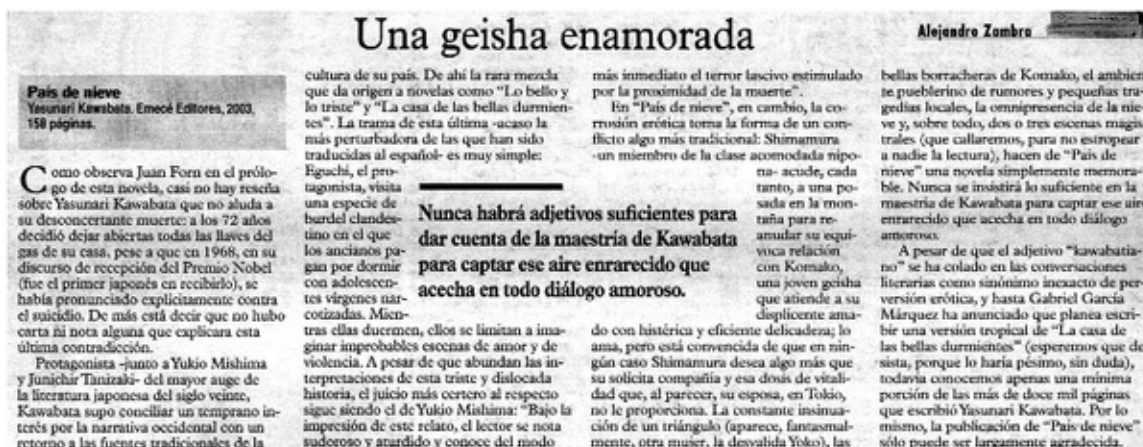 Una geisha enamorada
Alejandro Zambra
País de nieve
Yasunari Kawabata. Emecé Editores, 2003,
158 páginas.
Como observa Juan Forn en el prólo-
go de esta novela, casi no hay reseña
sobre Yasunari Kawabata que no aluda a
su desconcertante muerte: a los 72 años
decidió dejar abiertas todas las llaves del
gas de su casa, pese a que en 1968, en su
discurso de recepción del Premio Nobel
(fue el primer japonés en recibirlo), se
había pronunciado explícitamente contra
el suicidio. De más está decir que no hubo
carta ni nota alguna que explicara esta
última contradicción.
Protagonista -junto a Yukio Mishima
y Junichir Tanizaki- del mayor auge de
la literatura japonesa del siglo veinte,
Kawabata supo conciliar un temprano in-
terés por la narrativa occidental con un
retorno a las fuentes tradicionales de la
cultura de su país. De ahí la rara mezcla
que da origen a novelas como "Lo bello y
lo triste" y "La casa de las bellas durmien-
tes". La trama de esta última -acaso la
más perturbadora de las que han sido
traducidas al español- es muy simple:
Eguchi, el pro-
tagonista, visita
una especie de
burdel clandes-
tino en el que
los ancianos pa-
gan por dormir
con adolescen-
tes vírgenes nar-
cotizadas. Mien-
tras ellas duermen, ellos se limitan a ima-
ginar improbables escenas de amor y de
violencia. A pesar de que abundan las in-
terpretaciones de esta triste y dislocada
historia, el juicio más certero al respecto
sigue siendo el de Yukio Mishima: "Bajo la
impresión de este relato, el lector se nota
sudoroso y aturdido y conoce del modo
Nunca habrá adjetivos suficientes para
dar cuenta de la maestría de Kawabata
para captar ese aire enrarecido que
acecha en todo diálogo amoroso.
más inmediato el terror lascivo estimulado
por la proximidad de la muerte".
En "País de nieve", en cambio, la co-
rrosión erótica toma la forma de un con-
flicto algo más tradicional: Shimamura
-un miembro de la clase acomodada nipo-
na- acude, cada
tanto, a una po-
sada en la mon-
taña para re-
anudar su equí-
voca relación
con Komako,
una joven geisha
que atiende a su
displicente ama-
do con histérica y eficiente delicadeza; lo
ama, pero está convencida de que en nin-
gún caso Shimamura desea algo más que
su solícita compañía y esa dosis de vitali-
dad que, al parecer, su esposa, en Tokio,
no le proporciona. La constante insinua-
ción de un triángulo (aparece, fantasmal-
mente, otra mujer, la desvalida Yoko), las
bellas borracheras de Komako, el ambien
te pueblerino de rumores y pequeñas tra-
gedias locales, la omnipresencia de la nie-
ve y, sobre todo, dos o tres escenas magis
trales (que callaremos, para no estropear
a nadie la lectura), hacen de "País de
nieve" una novela simplemente memora-
ble. Nunca se insistirá lo suficiente en la
maestría de Kawabata para captar ese aire
enrarecido que acecha en todo diálogo
amoroso.
A pesar de que el adjetivo "kawabatia-
no" se ha colado en las conversaciones
literarias como sinónimo inexacto de per-
versión erótica, y hasta Gabriel García
Márquez ha anunciado que planea escri-
bir una versión tropical de "La casa de
las bellas durmientes" (esperemos que de
sista, porque lo haría pésimo, sin duda),
todavía conocemos apenas una mínima
porción de las más de doce mil páginas
que escribió Yasunari Kawabata. Por lo
mismo, la publicación de "País de nieve"
sólo puede ser largamente agradecida.